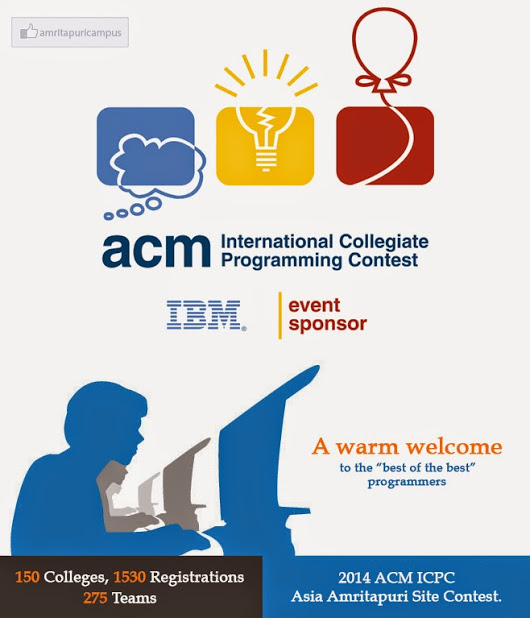 amritapuricampus
acm International Collegiate
Programming Contest
IBM®
event
sponsor
A warm welcome
to the “best of the best”
programmers
150 Colleges, 1530 Registrations
275 Teams
2014 ACM ICPC
Asia Amritapuri Site Contest.